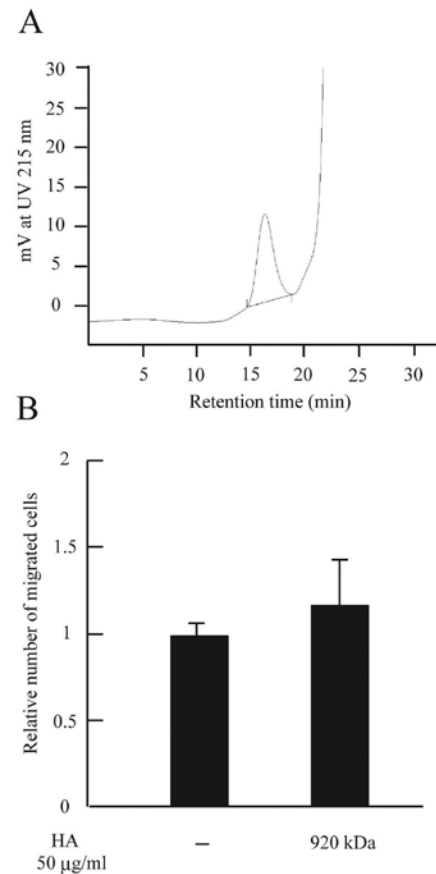 A
30
25
20
15
10
5
0
mV at UV 215 nm
5 10 15 20 25 30
Retention time (min)
B
2
1.5
1
0.5
0
Relative number of migrated cells
HA – 920 kDa
50 μg/ml